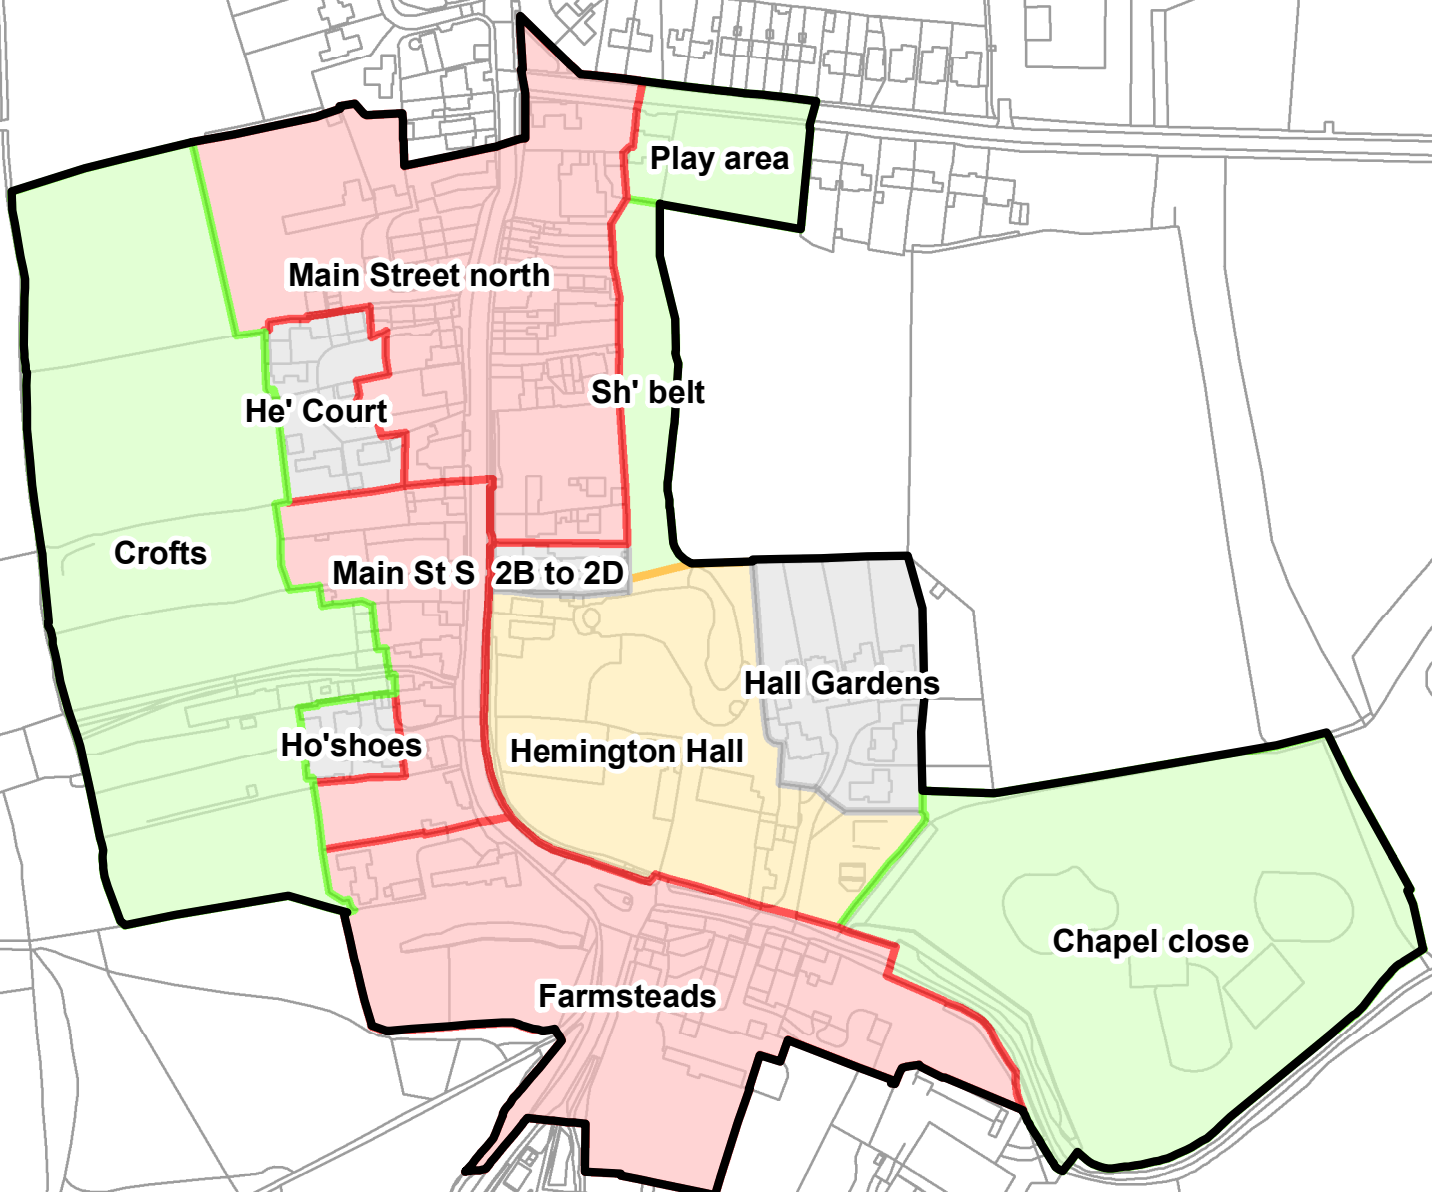 Play area
Main Street north
Sh' belt
He' Court
Crofts
Main St S
2B to 2D
Hall Gardens
Ho'shoes
Hemington Hall
Chapel close
Farmsteads